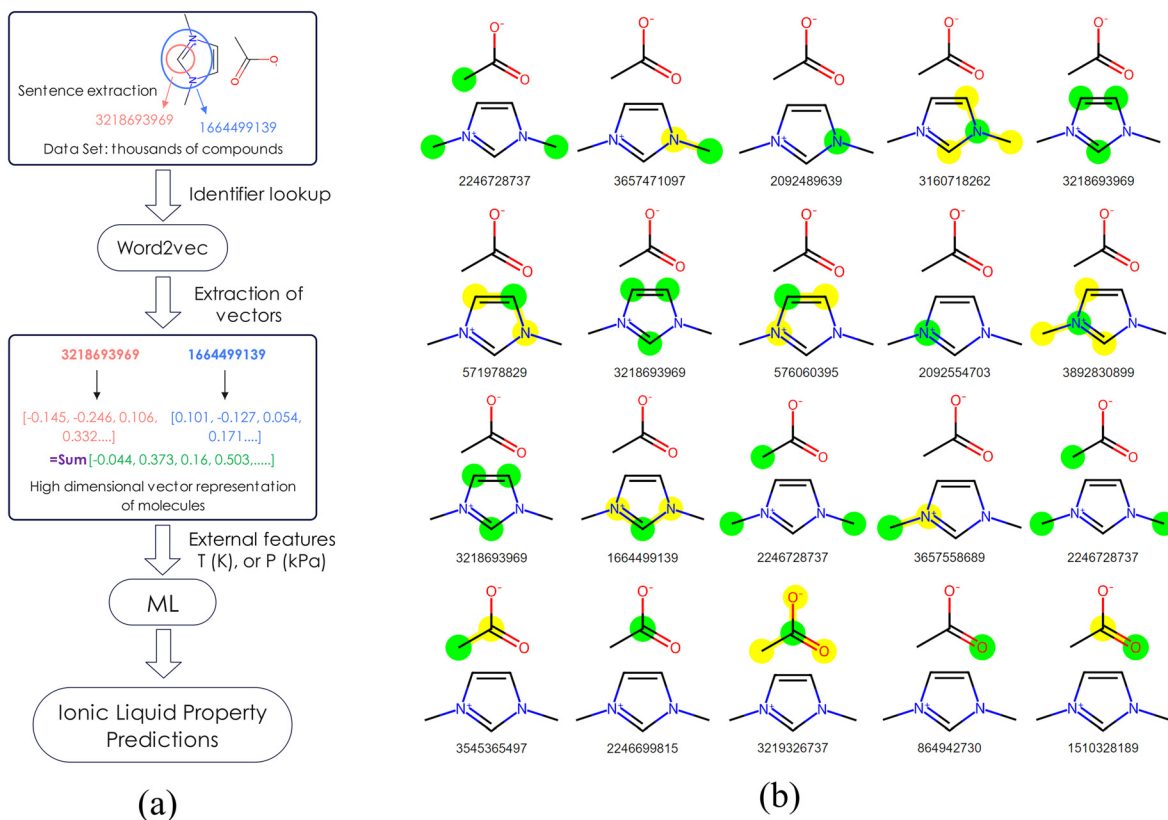 Sentence extraction
3218693969
1664499139
Data Set: thousands of compounds
Identifier lookup
Word2vec
Extraction of
vectors
3218693969 1664499139
[-0.145, -0.246, 0.106,
0.332....]
[0.101, -0.127, 0.054,
0.171....]
=Sum[-0.044, 0.373, 0.16, 0.503,.....]
High dimensional vector representation
of molecules
External features
T (K), or P (kPa)
ML
Ionic Liquid Property
Predictions
(a)
O⁻ O⁻ O⁻ O⁻ O⁻
O O O O O
N⁺ N N⁺ N N⁺ N N⁺ N N⁺ N
2246728737 3657471097 2092489639 3160718262 3218693969
O⁻ O⁻ O⁻ O⁻ O⁻
O O O O O
N⁺ N N⁺ N N⁺ N N⁺ N N⁺ N
571978829 3218693969 576060395 2092554703 3892830899
O⁻ O⁻ O⁻ O⁻ O⁻
O O O O O
N⁺ N N⁺ N N⁺ N N⁺ N N⁺ N
3218693969 1664499139 2246728737 3657558689 2246728737
O⁻ O⁻ O⁻ O⁻ O⁻
O O O O O
N⁺ N N⁺ N N⁺ N N⁺ N N⁺ N
3545365497 2246699815 3219326737 864942730 1510328189
(b)